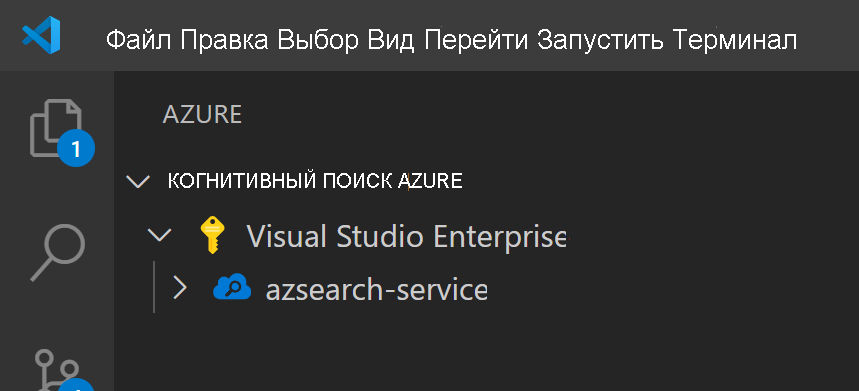 Файл Правка Выбор Вид Перейти Запустить Терминал
AZURE
1
КОГНИТИВНЫЙ ПОИСК AZURE
Visual Studio Enterprise
azsearch-service